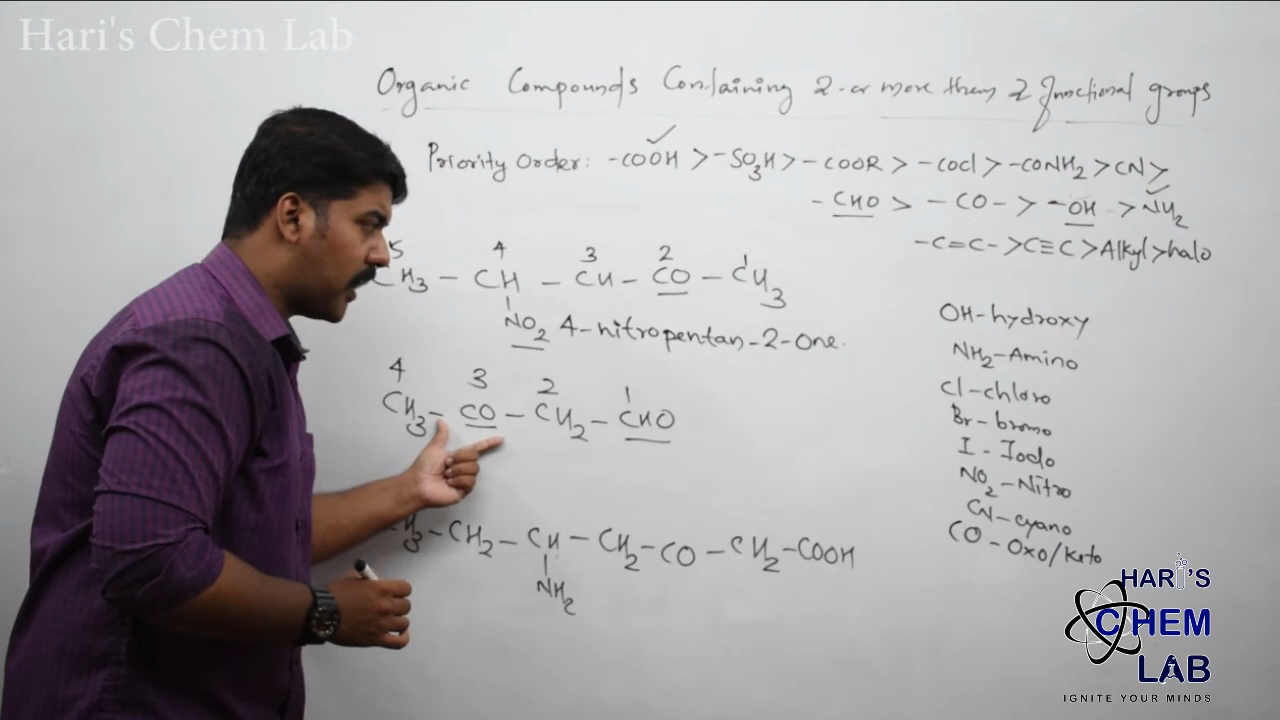 Hari's Chem Lab
Organic Compounds Containing 2 or more than 2 functional groups
Priority Order: -COOH > -SO3H > -COOR > -COCl > -CONH2 > CN >
-CHO > -CO- > -OH > NH2
-C=C- > C≡C > Alkyl > halo
5 4 3 2 1
CH3 - CH - CH - CO - CH3
NO2 4-nitropentan-2-one.
4 3 2 1
CH3 - CO - CH2 - CHO
H3 - CH2 - CH - CH2 - CO - CH2 - COOH
NH2
OH-hydroxy
NH2-Amino
Cl-chloro
Br-bromo
I-Iodo
NO2-Nitro
CN-cyano
CO-Oxo/Keto
HARI'S
CHEM
LAB
IGNITE YOUR MINDS